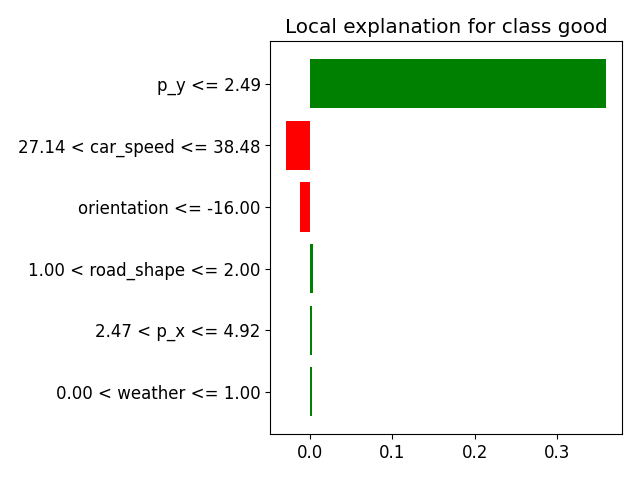 Local explanation for class good
p_y <= 2.49
27.14 < car_speed <= 38.48
orientation <= -16.00
1.00 < road_shape <= 2.00
2.47 < p_x <= 4.92
0.00 < weather <= 1.00
0.0 0.1 0.2 0.3